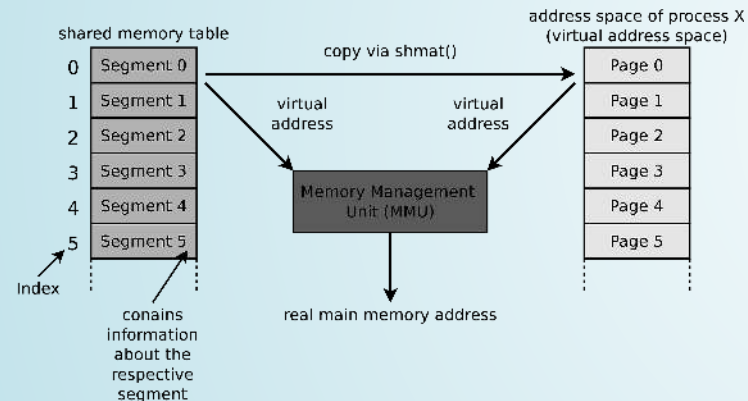 address space of process X
(virtual address space)
shared memory table
copy via shmat()
0 Segment 0
1 Segment 1
2 Segment 2
3 Segment 3
4 Segment 4
5 Segment 5
virtual
address
virtual
address
Page 0
Page 1
Page 2
Page 3
Page 4
Page 5
Memory Management
Unit (MMU)
Index
real main memory address
conains
information
about the
respective
segment